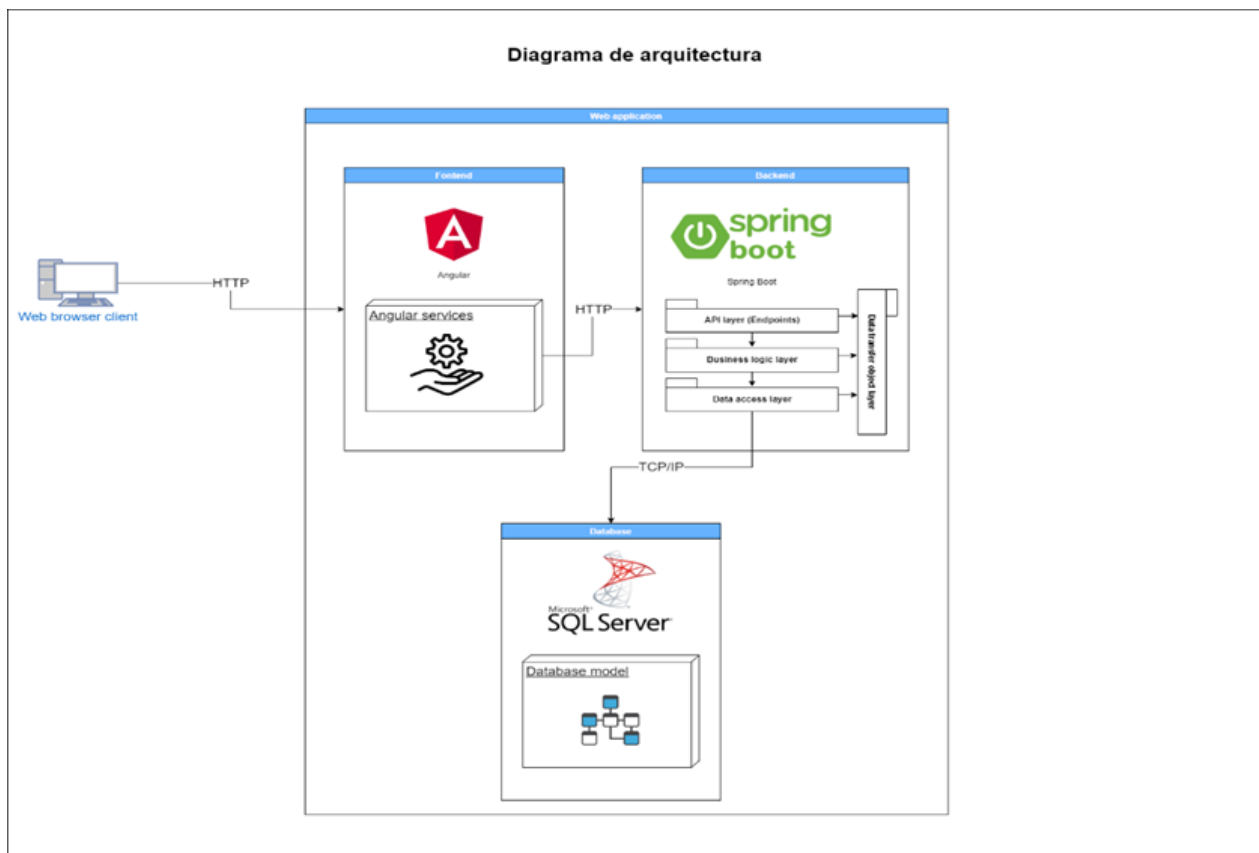 Diagrama de arquitectura
Web application
Fontend
Backend
spring
boot
Angular
Spring Boot
HTTP
Web browser client
Angular services
HTTP
API layer (Endpoints)
Business logic layer
Data access layer
Data transfer object layer
TCP/IP
Database
Microsoft®
SQL Server
Database model